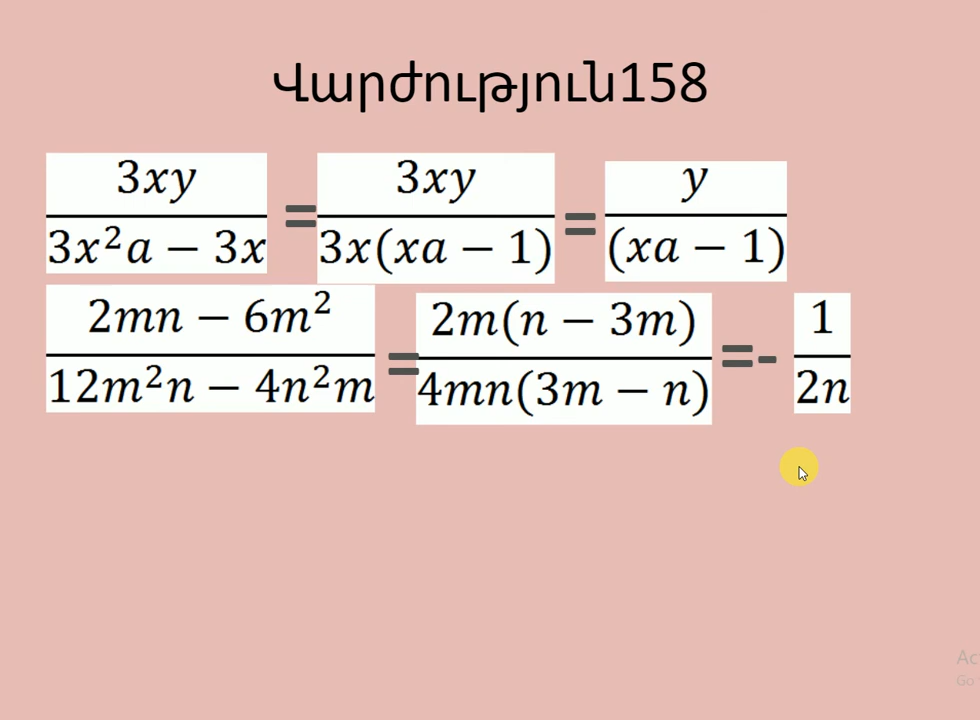 Վարժություն158
3xy/(3x²a − 3x) = 3xy/(3x(xa − 1)) = y/((xa − 1))
(2mn − 6m²)/(12m²n − 4n²m) = 2m(n − 3m)/(4mn(3m − n)) =- 1/(2n)
Go